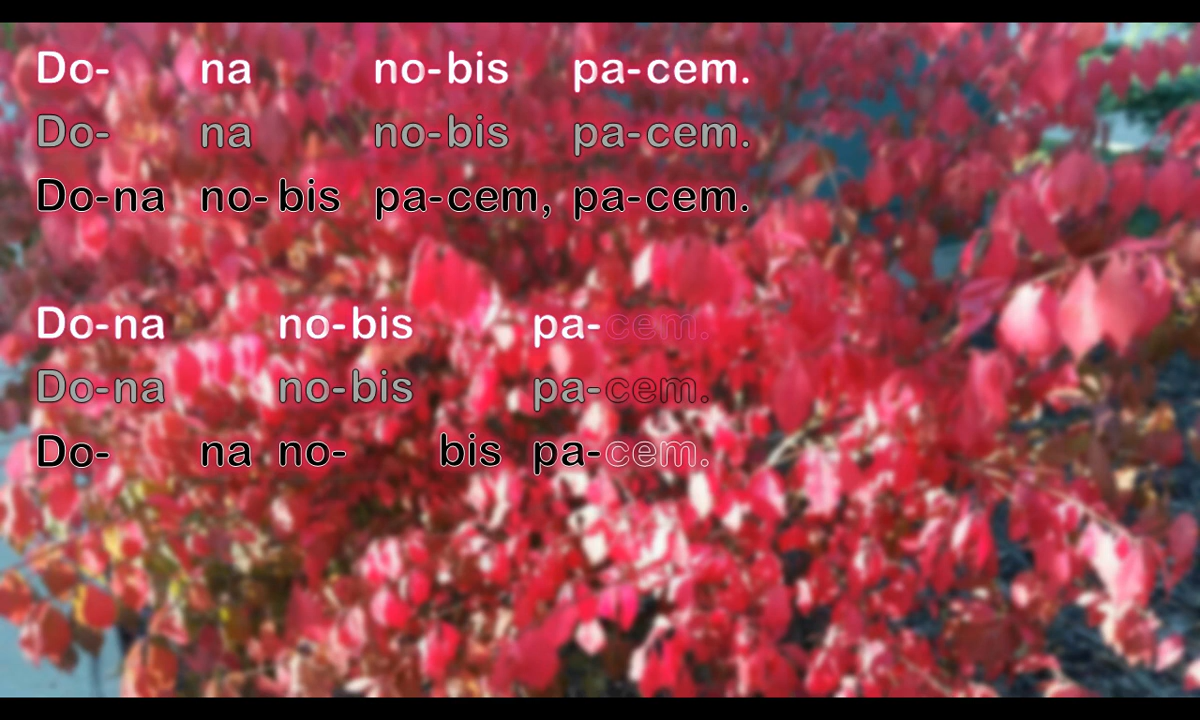 Do- na no-bis pa-cem.
Do- na no-bis pa-cem.
Do-na no-bis pa-cem, pa-cem.
Do-na no-bis pa-cem.
Do-na no-bis pa-cem.
Do- na no- bis pa-cem.